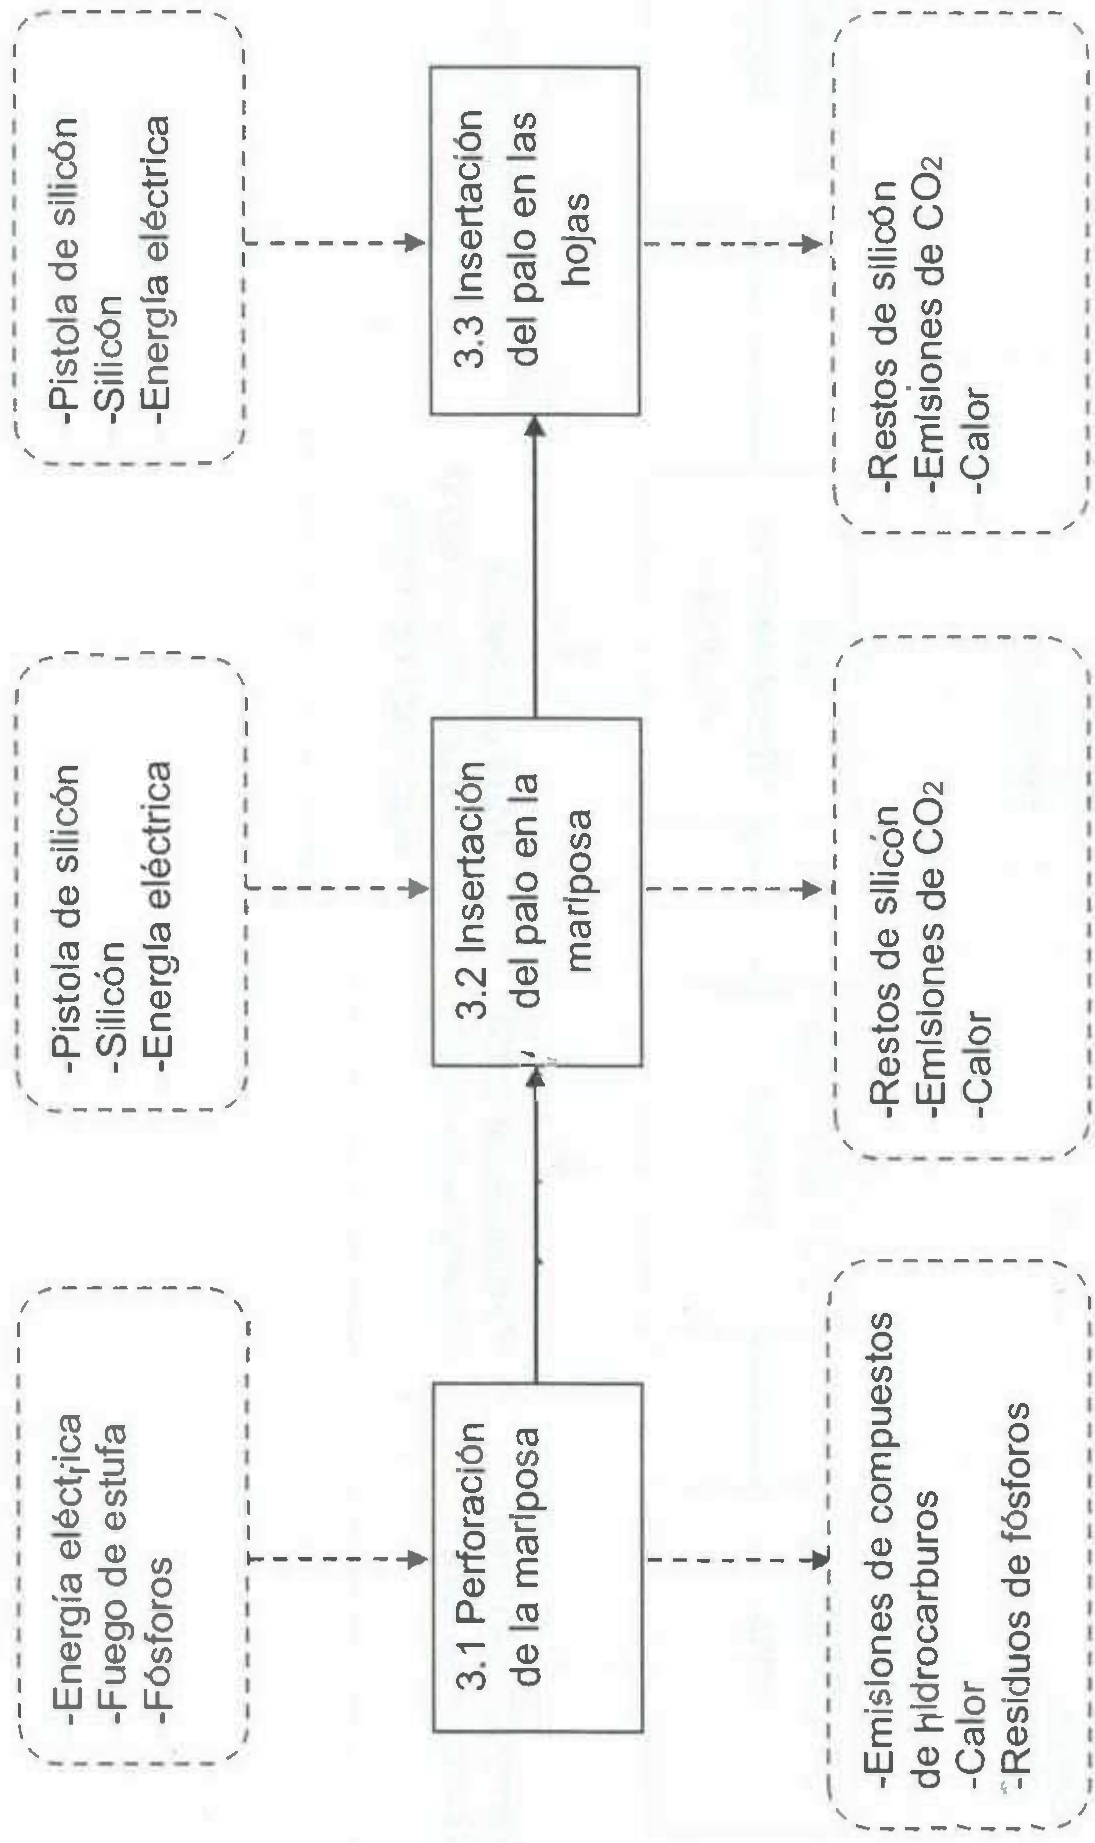 -Energía eléctrica
-Fuego de estufa
-Fósforos
3.1 Perforación
de la mariposa
-Emisiones de compuestos
de hidrocarburos
-Calor
-Residuos de fósforos
-Pistola de silicón
-Silicón
-Energía eléctrica
3.2 Insertación
del palo en la
mariposa
-Restos de silicón
-Emisiones de CO2
-Calor
-Pistola de silicón
-Silicón
-Energía eléctrica
3.3 Insertación
del palo en las
hojas
-Restos de silicón
-Emisiones de CO2
-Calor